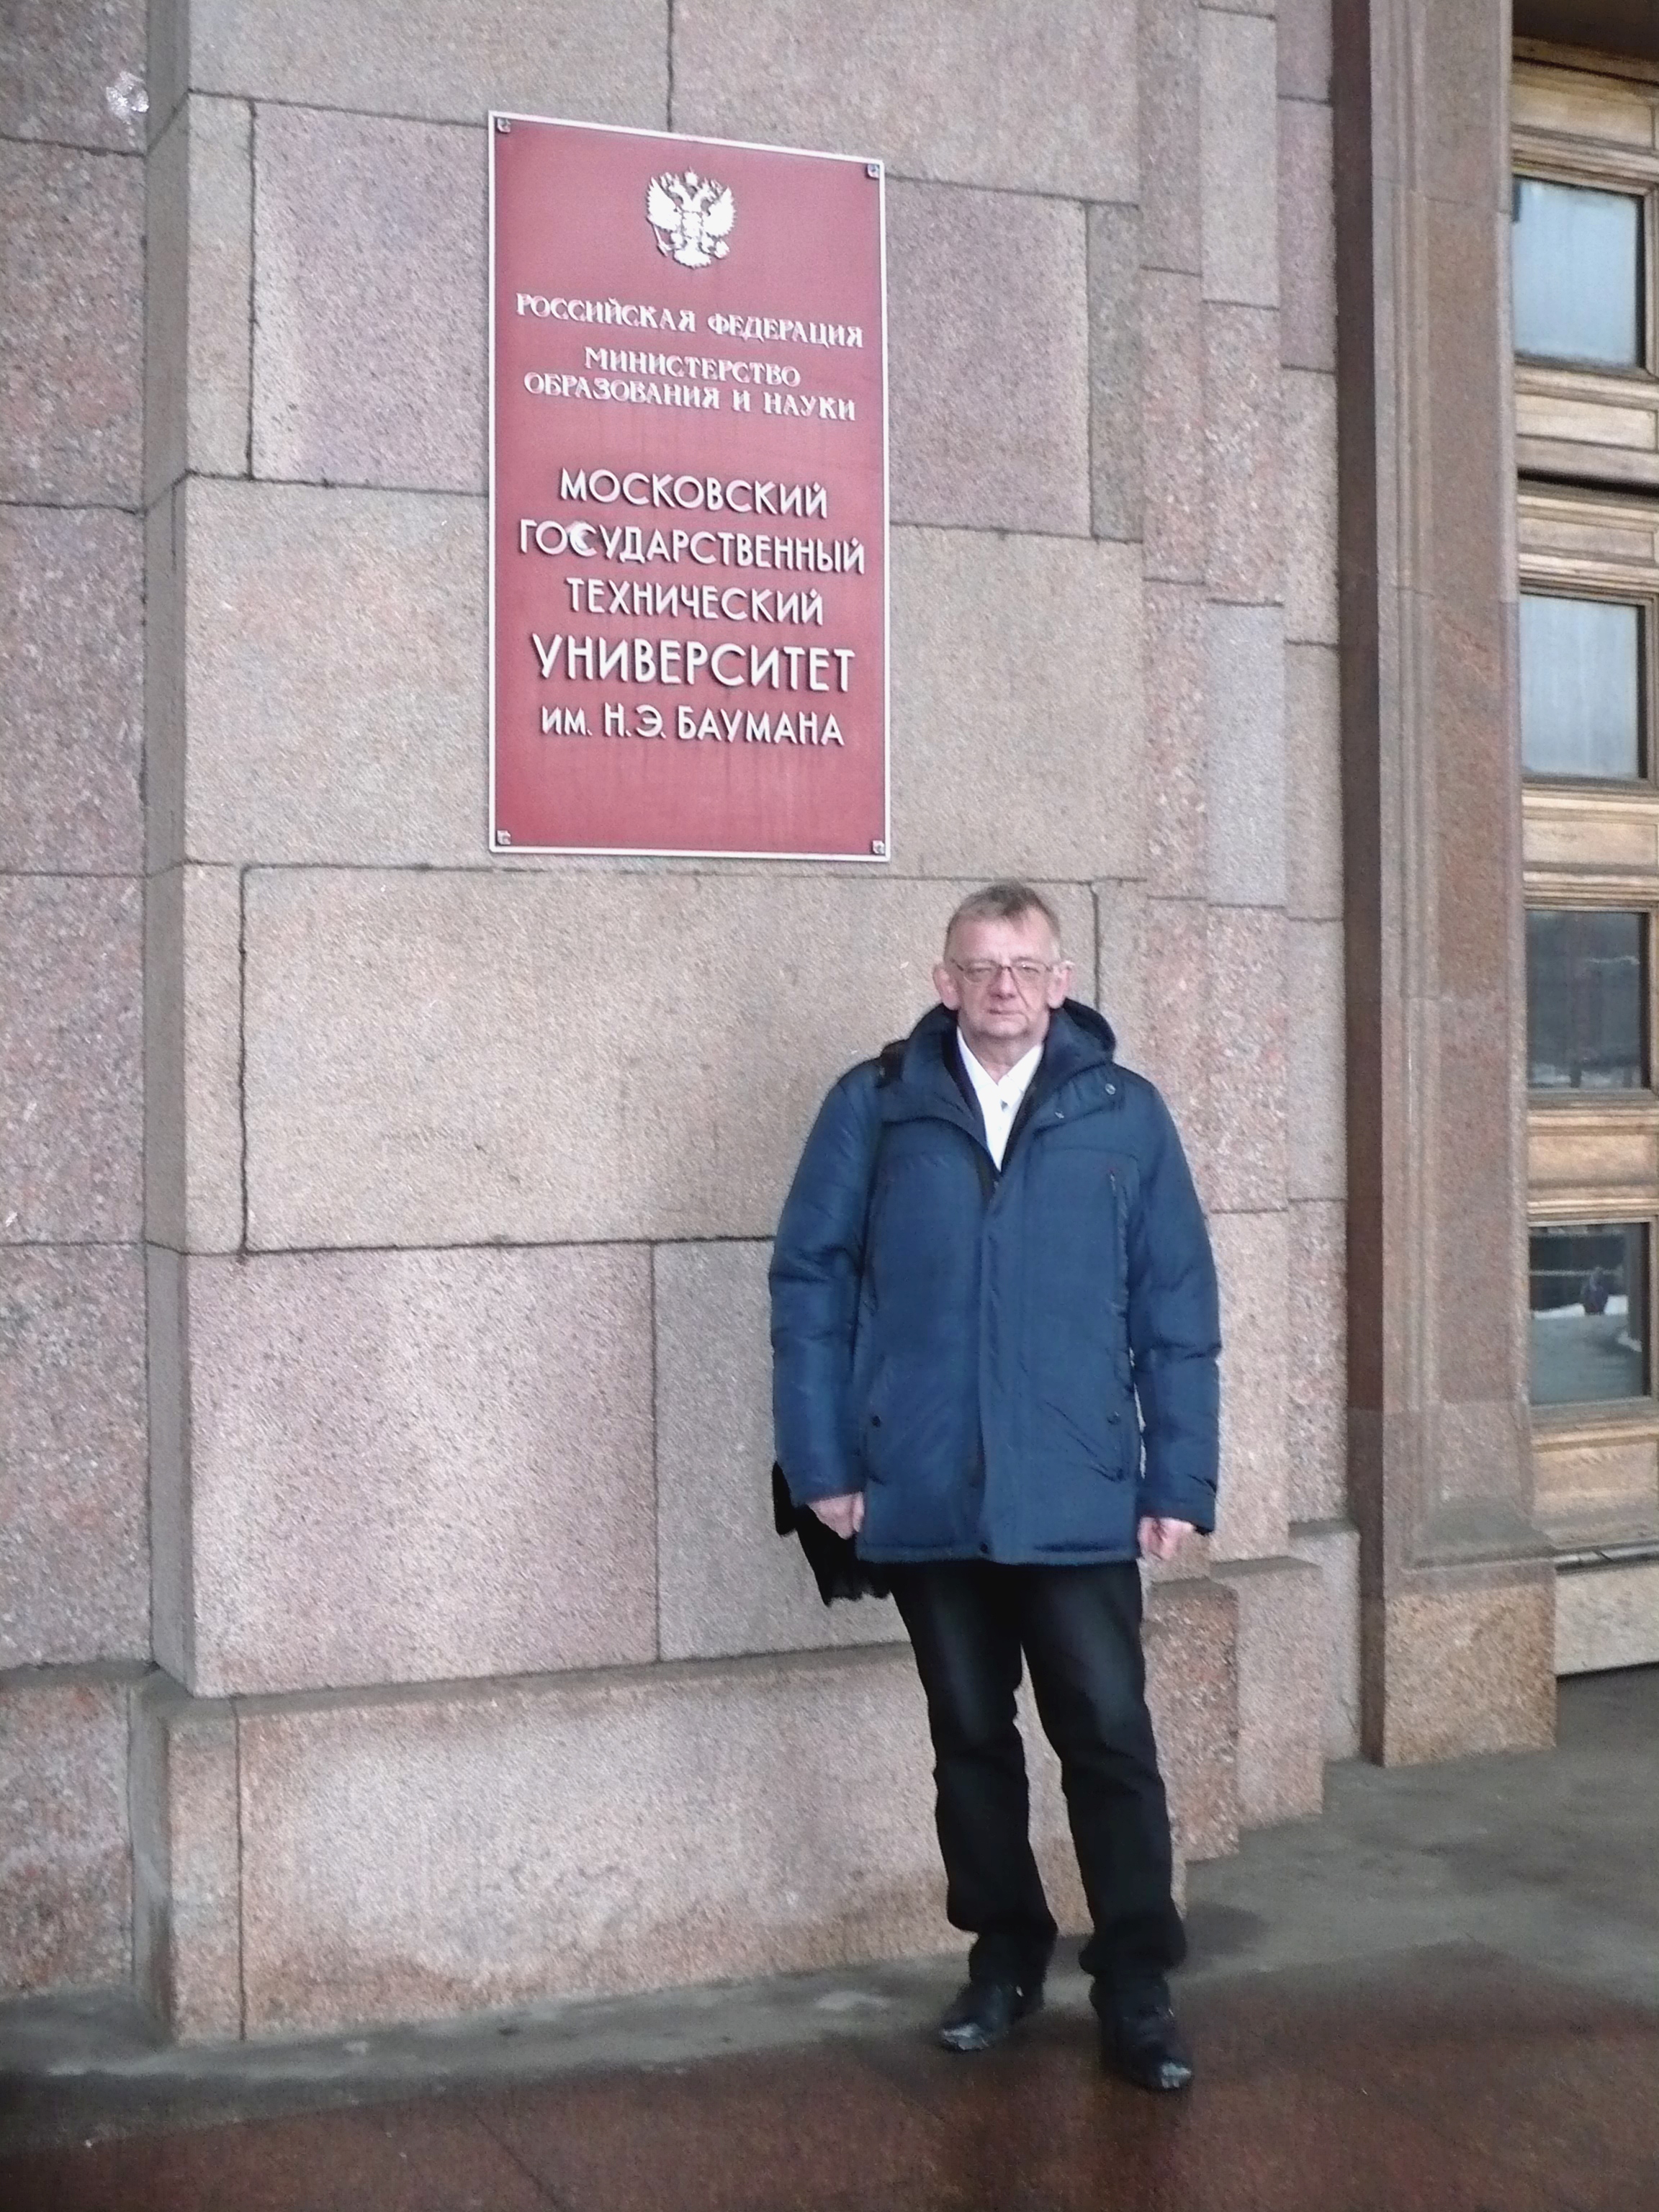 РОССИЙСКАЯ ФЕДЕРАЦИЯ
МИНИСТЕРСТВО
ОБРАЗОВАНИЯ И НАУКИ
МОСКОВСКИЙ
ГОСУДАРСТВЕННЫЙ
ТЕХНИЧЕСКИЙ
УНИВЕРСИТЕТ
им. Н.Э. БАУМАНА